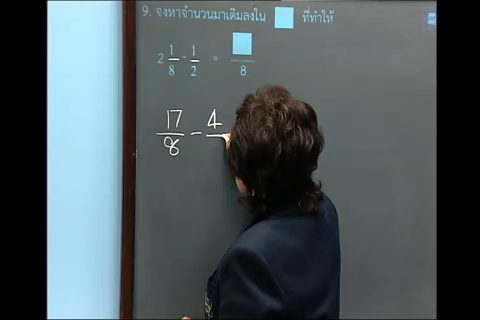 9. จงหาจำนวนมาเติมลงใน ที่ทำให้
2 1/8 - 1/2 = /8
17/8 - 4